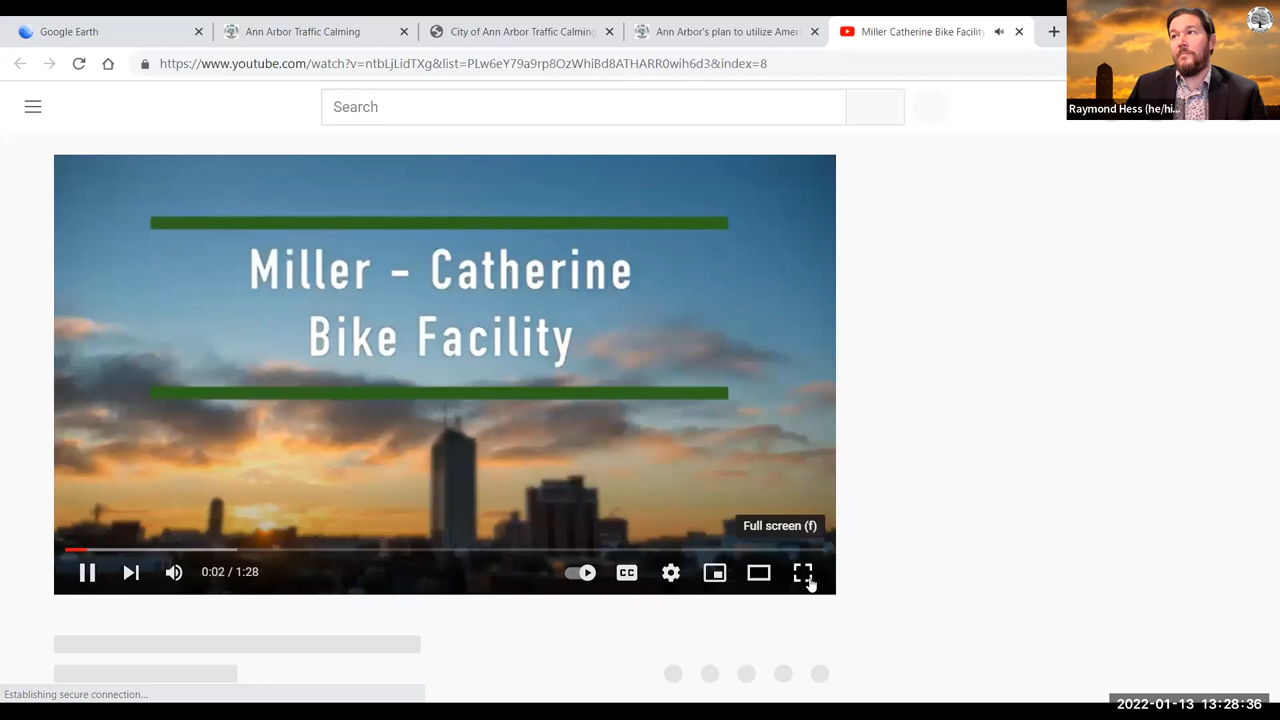 Google Earth
Ann Arbor Traffic Calming
City of Ann Arbor Traffic Calming
Ann Arbor's plan to utilize Amer
Miller Catherine Bike Facility
https://www.youtube.com/watch?v=ntbLjLidTXg&list=PLw6eY79a9rp8OzWhiBd8ATHARR0wih6d3&index=8
Raymond Hess (he/hi...
Search
Miller - Catherine
Bike Facility
Full screen (f)
0:02 / 1:28
CC
Establishing secure connection...
2022-01-13 13:28:36